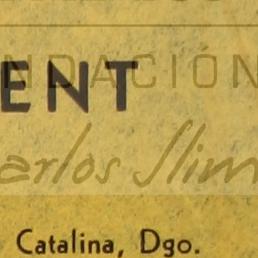 NDACIÓN
ENT
arlos Slim
Catalina, Dgo.